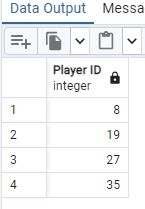 Data Output Messa
Player ID
integer
1 8
2 19
3 27
4 35